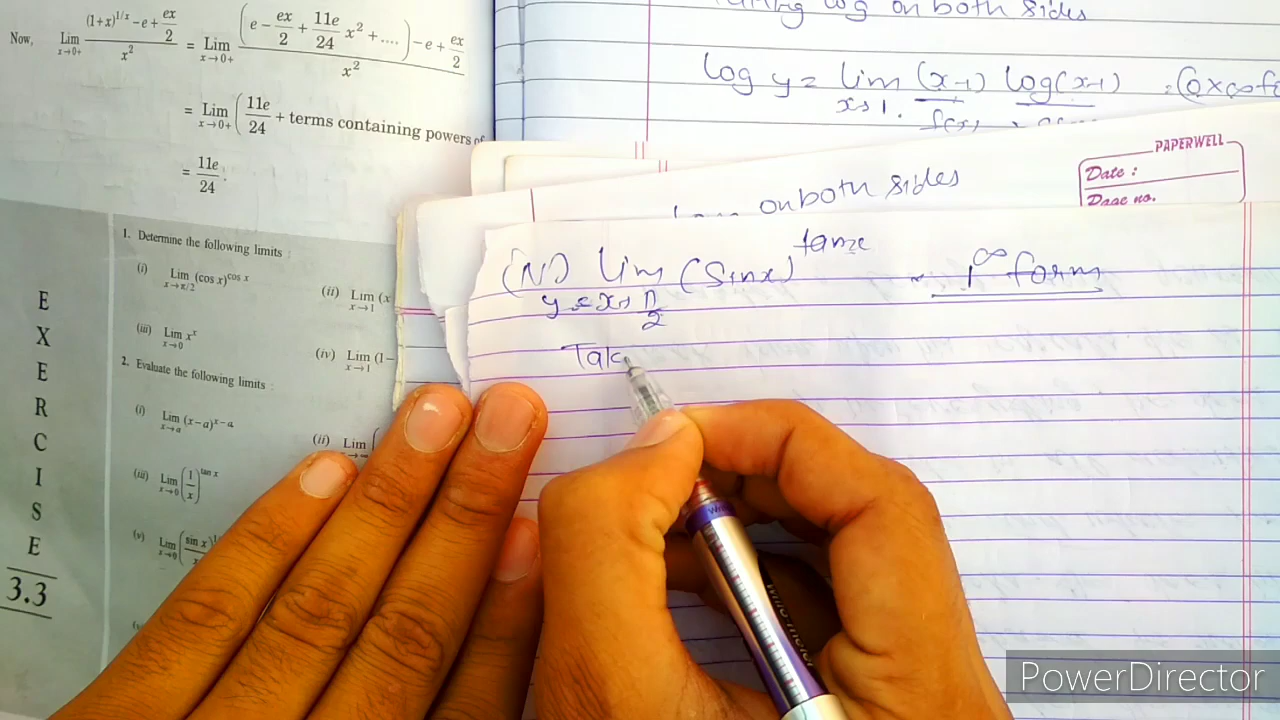 Now, Lim x→0+ (1+x)^{1/x} – e + ex/2 / x² = Lim x→0+ (e – ex/2 + 11e/24 x² + ....) – e + ex/2 / x²
= Lim x→0+ (11e/24 + terms containing powers of
= 11e/24 .
EXERCISE
3.3
1. Determine the following limits :
(i) Lim x→π/2 (cos x)^{cos x}
(ii) Lim x→1 (x
(iii) Lim x→0 x^x
(iv) Lim x→1 (1–
2. Evaluate the following limits :
(i) Lim x→a (x–a)^{x–a}
(ii) Lim
(iii) Lim x→0 (1/x)^{tan x}
(v) Lim x→0 (sin x
log on both sides
log y = lim x→1 (x-1) log(x-1)
on both sides
PAPERWELL
Date :
Page no.
lim (Sinx)^{tanx} 1^∞ form
x→ π/2
Tak
PowerDirector